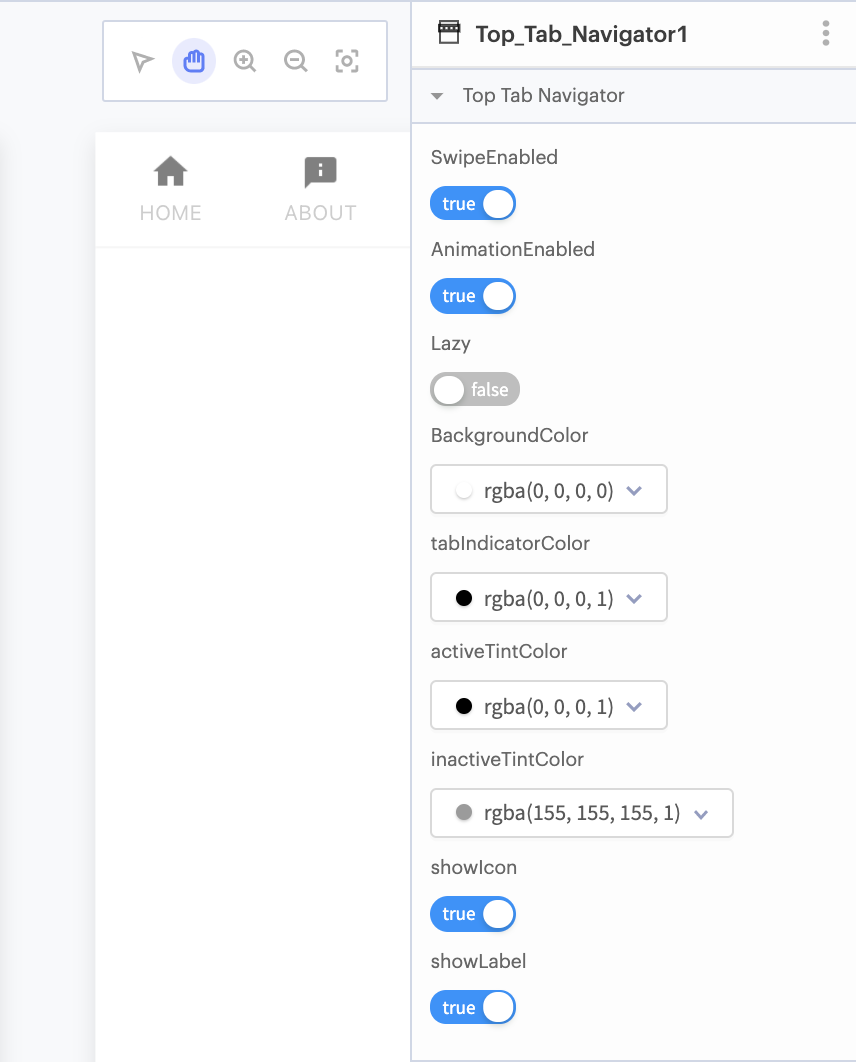 Top_Tab_Navigator1
Top Tab Navigator
HOME ABOUT
SwipeEnabled
true
AnimationEnabled
true
Lazy
false
BackgroundColor
rgba(0, 0, 0, 0)
tabIndicatorColor
rgba(0, 0, 0, 1)
activeTintColor
rgba(0, 0, 0, 1)
inactiveTintColor
rgba(155, 155, 155, 1)
showIcon
true
showLabel
true